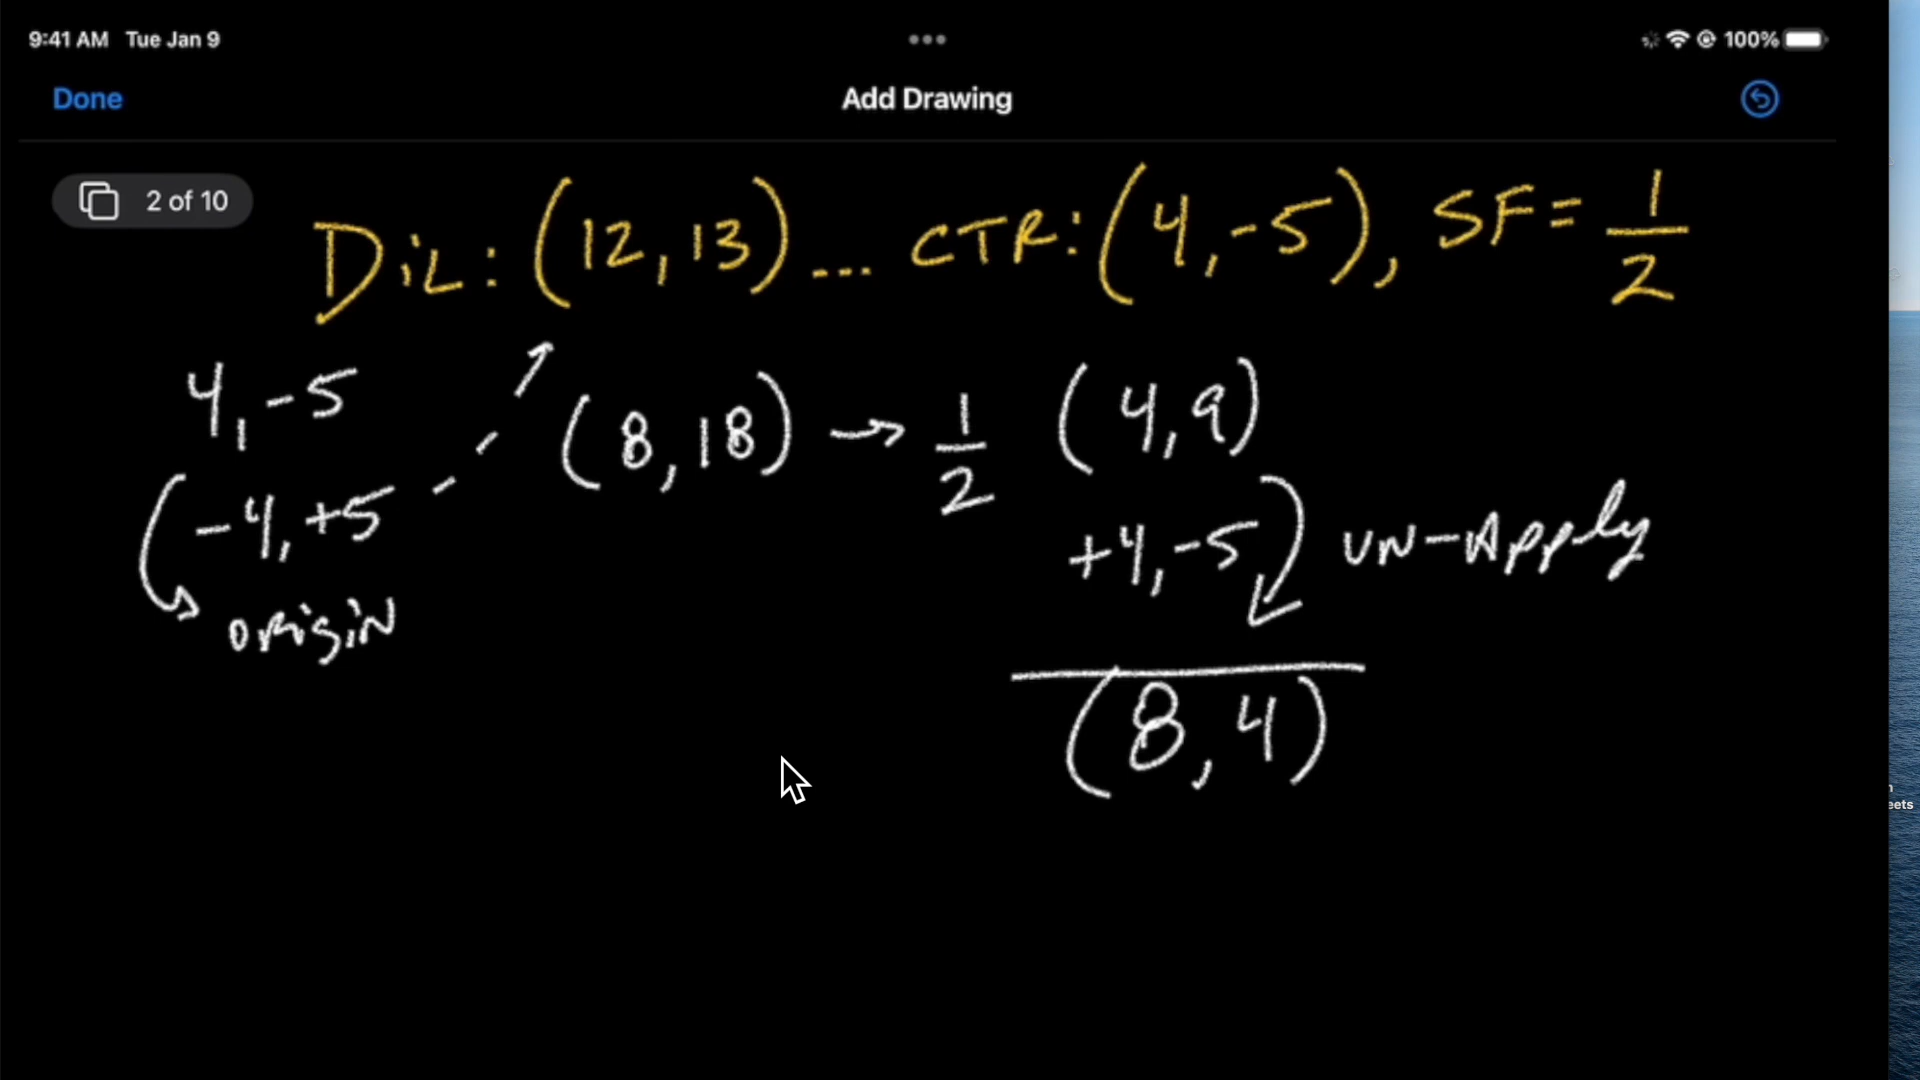 9:41 AM Tue Jan 9
100%
Done
Add Drawing
2 of 10
DiL: (12, 13) ... CTR: (4, -5), SF = 1/2
4, -5
(8, 18) → 1/2 (4, 9)
-4, +5
+4, -5
UN-Apply
origin
(8, 4)
eets